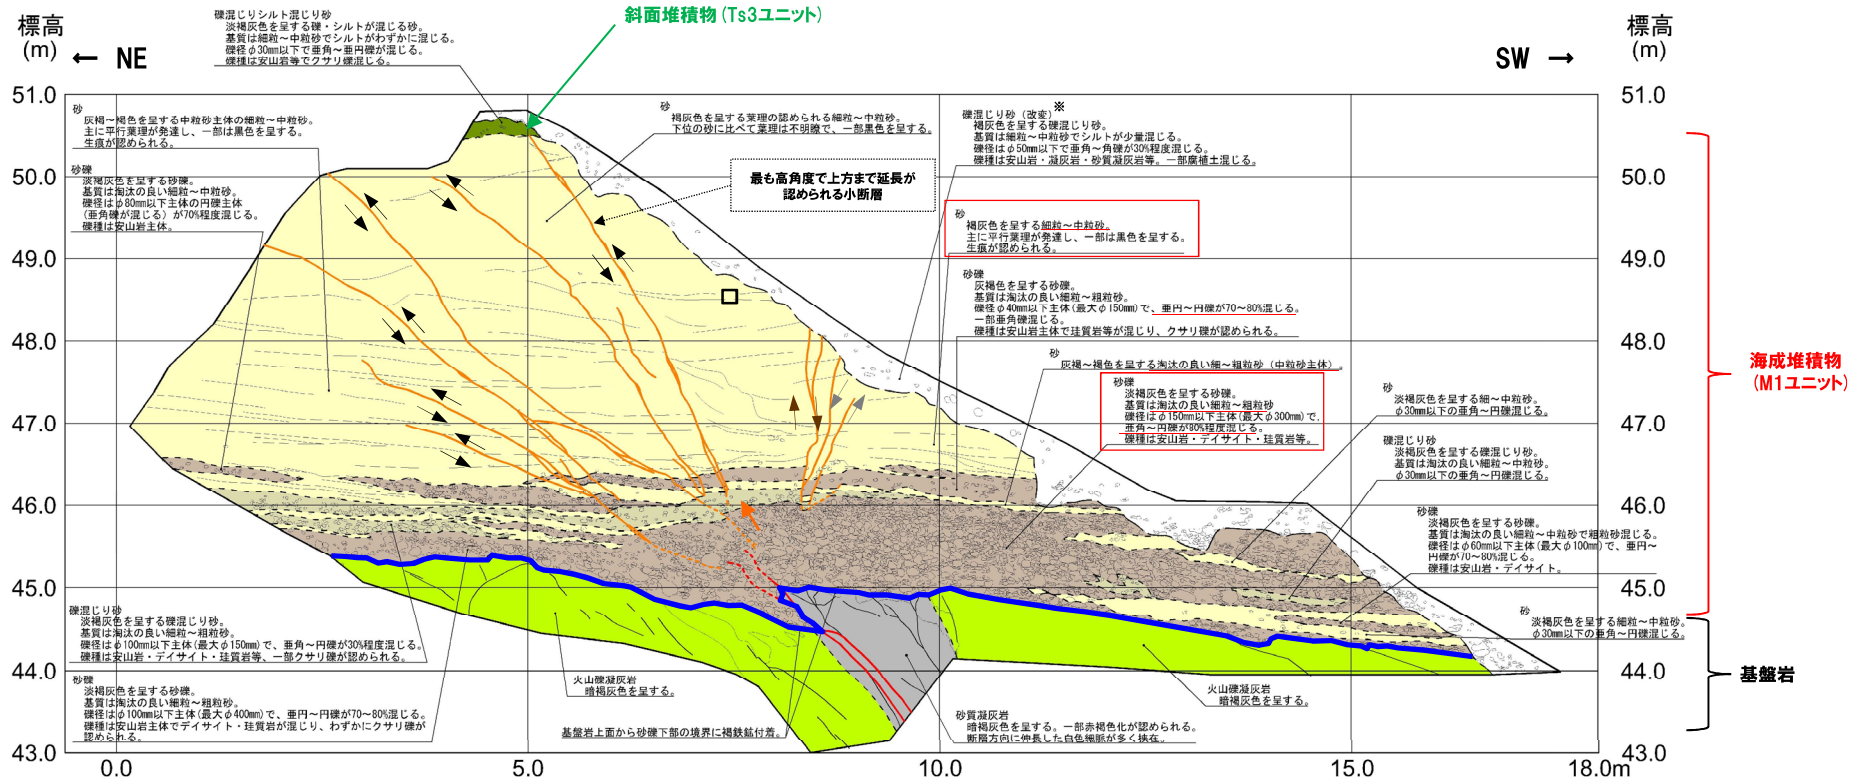 斜面堆積物(Ts3ユニット)
標高
(m)
← NE
SW →
標高
(m)
礫混じりシルト混じり砂
淡褐灰色を呈する礫・シルトが混じる砂。
基質は細粒～中粒砂でシルトがわずかに混じる。
礫径φ30mm以下で亜角～亜円礫が混じる。
礫種は安山岩等でクサリ礫混じる。
51.0
50.0
49.0
48.0
47.0
46.0
45.0
44.0
43.0
砂
灰褐～褐色を呈する中粒砂主体の細粒～中粒砂。
主に平行葉理が発達し、一部は黒色を呈する。
生痕が認められる。
砂礫
淡褐灰色を呈する砂礫。
基質は淘汰の良い細粒～中粒砂。
礫径はφ80mm以下主体の円礫主体
(亜角礫が混じる)が70%程度混じる。
礫種は安山岩主体。
砂
褐灰色を呈する葉理の認められる細粒～中粒砂。
下位の砂に比べて葉理は不明瞭で、一部黒色を呈する。
最も高角度で上方まで延長が
認められる小断層
礫混じり砂(改変)※
褐灰色を呈する礫混じり砂。
基質は細粒～中粒砂でシルトが少量混じる。
礫径はφ50mm以下で亜角～角礫が30%程度混じる。
礫種は安山岩・凝灰岩・砂質凝灰岩等。一部腐植土混じる。
砂
褐灰色を呈する細粒～中粒砂。
主に平行葉理が発達し、一部は黒色を呈する。
生痕が認められる。
砂礫
灰褐色を呈する砂礫。
基質は淘汰の良い細粒～粗粒砂。
礫径φ40mm以下主体(最大φ150mm)で、亜円～円礫が70～80%混じる。
一部亜角礫混じる。
礫種は安山岩主体で珪質岩等が混じり、クサリ礫が認められる。
砂
灰褐～褐色を呈する淘汰の良い細～粗粒砂(中粒砂主体)。
砂礫
淡褐灰色を呈する砂礫。
基質は淘汰の良い細粒～粗粒砂
礫径はφ150mm以下主体(最大φ300mm)で、
亜角～円礫が80%程度混じる。
礫種は安山岩・デイサイト・珪質岩等。
砂
淡褐灰色を呈する細～中粒砂。
φ30mm以下の亜角～円礫混じる。
礫混じり砂
淡褐灰色を呈する礫混じり砂。
基質は淘汰の良い細粒～中粒砂。
φ30mm以下の亜角～円礫混じる。
砂礫
淡褐灰色を呈する砂礫。
基質は淘汰の良い細粒～中粒砂で粗粒砂混じる。
礫径はφ60mm以下主体(最大φ100mm)で、亜円～
円礫が70～80%混じる。
礫種は安山岩・デイサイト。
砂
淡褐灰色を呈する細粒～中粒砂。
φ30mm以下の亜角～円礫混じる。
51.0
50.0
49.0
48.0
47.0
46.0
45.0
44.0
43.0
海成堆積物
(M1ユニット)
基盤岩
礫混じり砂
淡褐灰色を呈する礫混じり砂。
基質は淘汰の良い細粒～粗粒砂。
礫径はφ100mm以下主体(最大φ150mm)で、亜角～円礫が30%程度混じる。
礫種は安山岩・デイサイト・珪質岩等、一部クサリ礫が認められる。
砂礫
淡褐灰色を呈する砂礫。
基質は淘汰の良い細粒～粗粒砂。
礫径はφ100mm以下主体(最大φ400mm)で、亜円～円礫が70～80%混じる。
礫種は安山岩主体でデイサイト・珪質岩が混じり、わずかにクサリ礫が
認められる。
火山礫凝灰岩
暗褐灰色を呈する。
基盤岩上面から砂礫下部の境界に褐鉄鉱付着。
砂質凝灰岩
暗褐灰色を呈する。一部赤褐色化が認められる。
断層方向に伸長した白色細脈が多く挟在。
火山礫凝灰岩
暗褐灰色を呈する。
0.0
5.0
10.0
15.0
18.0m